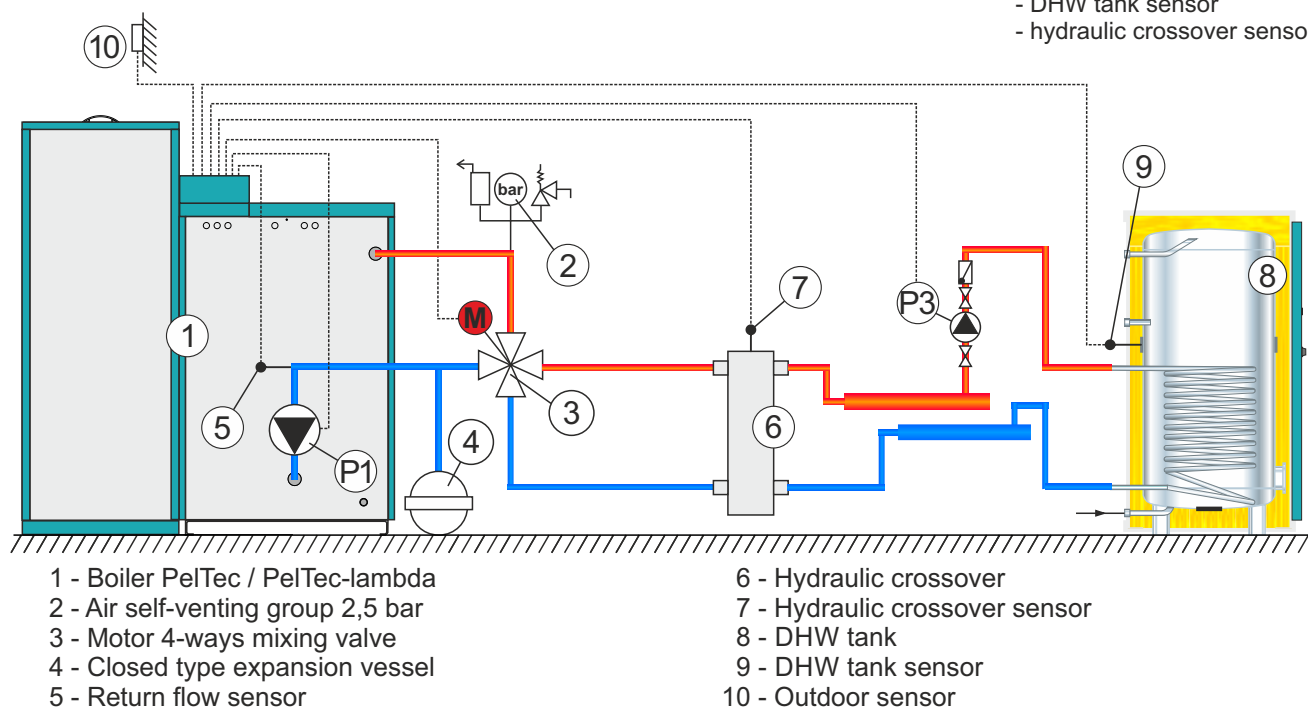 - DHW tank sensor
- hydraulic crossover senso
10
9
bar
2
7
8
P3
1
M
3
5
4
6
P1
1 - Boiler PelTec / PelTec-lambda
2 - Air self-venting group 2,5 bar
3 - Motor 4-ways mixing valve
4 - Closed type expansion vessel
5 - Return flow sensor
6 - Hydraulic crossover
7 - Hydraulic crossover sensor
8 - DHW tank
9 - DHW tank sensor
10 - Outdoor sensor